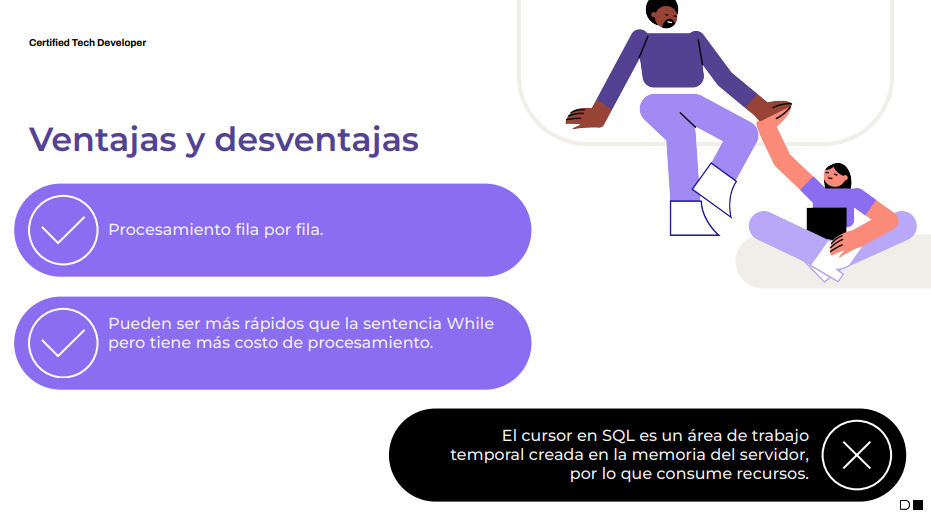 Certified Tech Developer
Ventajas y desventajas
Procesamiento fila por fila.
Pueden ser más rápidos que la sentencia While
pero tiene más costo de procesamiento.
El cursor en SQL es un área de trabajo
temporal creada en la memoria del servidor,
por lo que consume recursos.